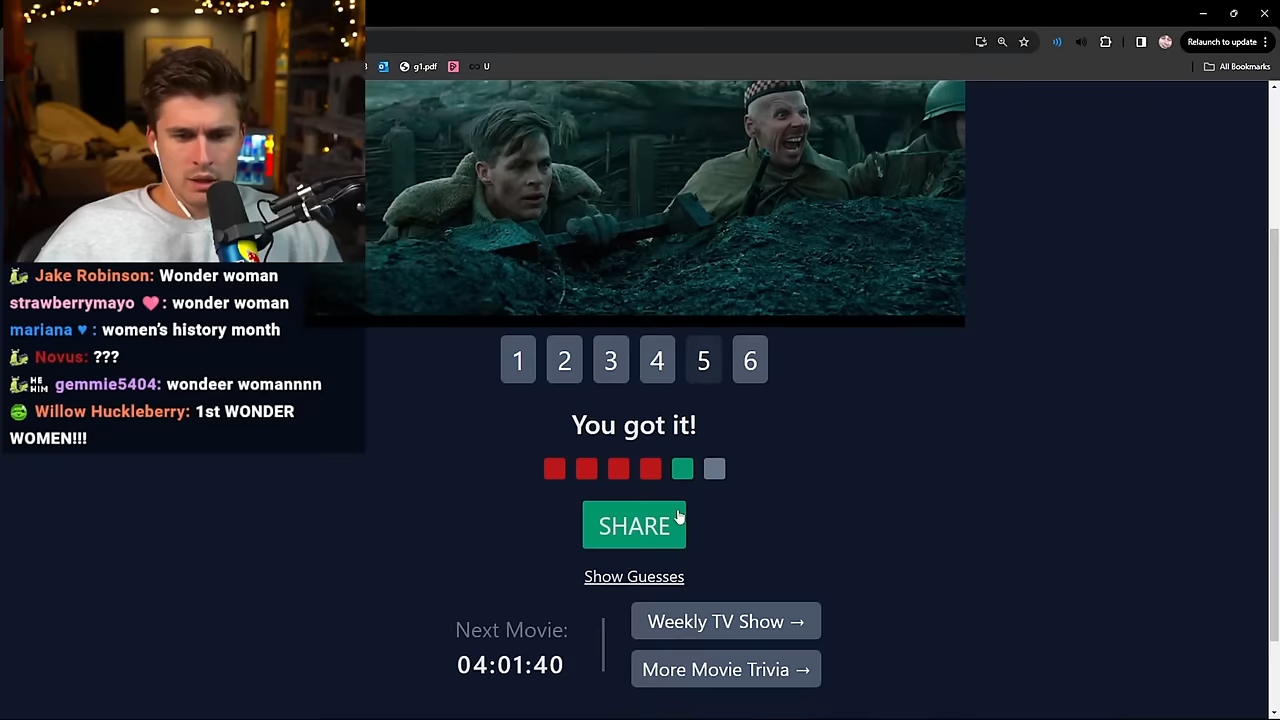 Relaunch to update
g1.pdf
U
All Bookmarks
Jake Robinson: Wonder woman
strawberrymayo 🩷: wonder woman
mariana ♥ : women's history month
Novus: ???
HE HIM gemmie5404: wondeer womannnn
Willow Huckleberry: 1st WONDER
WOMEN!!!
1 2 3 4 5 6
You got it!
SHARE
Show Guesses
Next Movie:
04:01:40
Weekly TV Show →
More Movie Trivia →